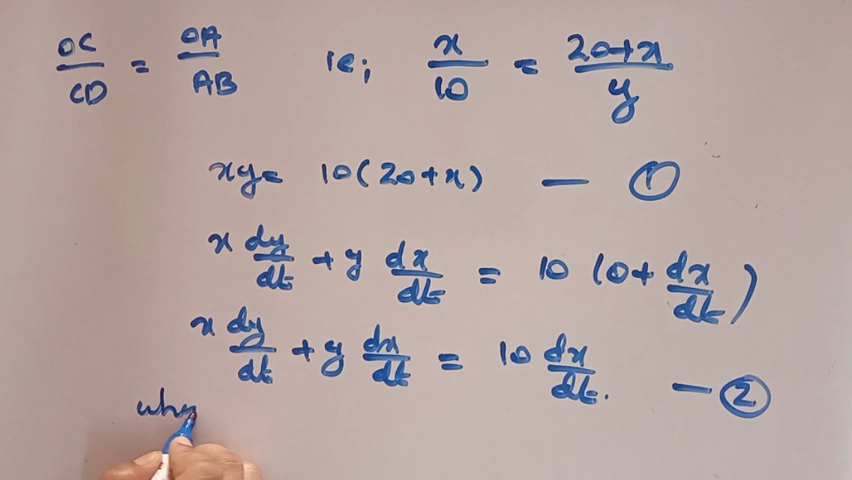 OC/CD = OA/AB ie; x/10 = 20+x/y
xy= 10(20+x) — ①
x dy/dt + y dx/dt = 10 (0+ dx/dt)
x dy/dt + y dx/dt = 10 dx/dt. — ②